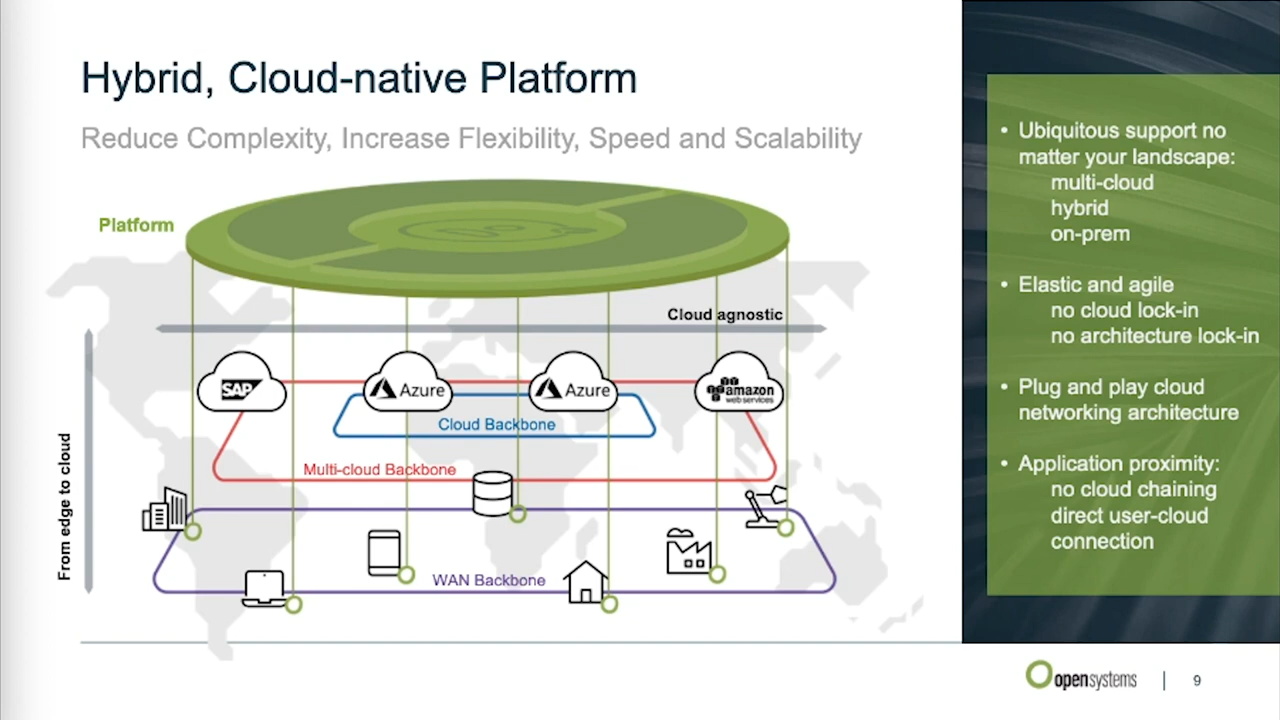 Hybrid, Cloud-native Platform
Reduce Complexity, Increase Flexibility, Speed and Scalability
Platform
Cloud agnostic
From edge to cloud
SAP
Azure
Azure
amazon
web services
Cloud Backbone
Multi-cloud Backbone
WAN Backbone
• Ubiquitous support no
matter your landscape:
multi-cloud
hybrid
on-prem
• Elastic and agile
no cloud lock-in
no architecture lock-in
• Plug and play cloud
networking architecture
• Application proximity:
no cloud chaining
direct user-cloud
connection
open systems | 9